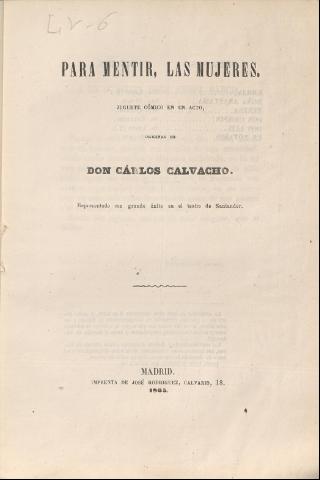 L V-6
PARA MENTIR, LAS MUJERES.
JUGUETE CÓMICO EN UN ACTO,
ORIGINAL DE
DON CÁRLOS CALVACHO.
Representado con grande éxito en el teatro de Santander.
MADRID.
IMPRENTA DE JOSÉ RODRIGUEZ, CALVARIO, 18.
1865.